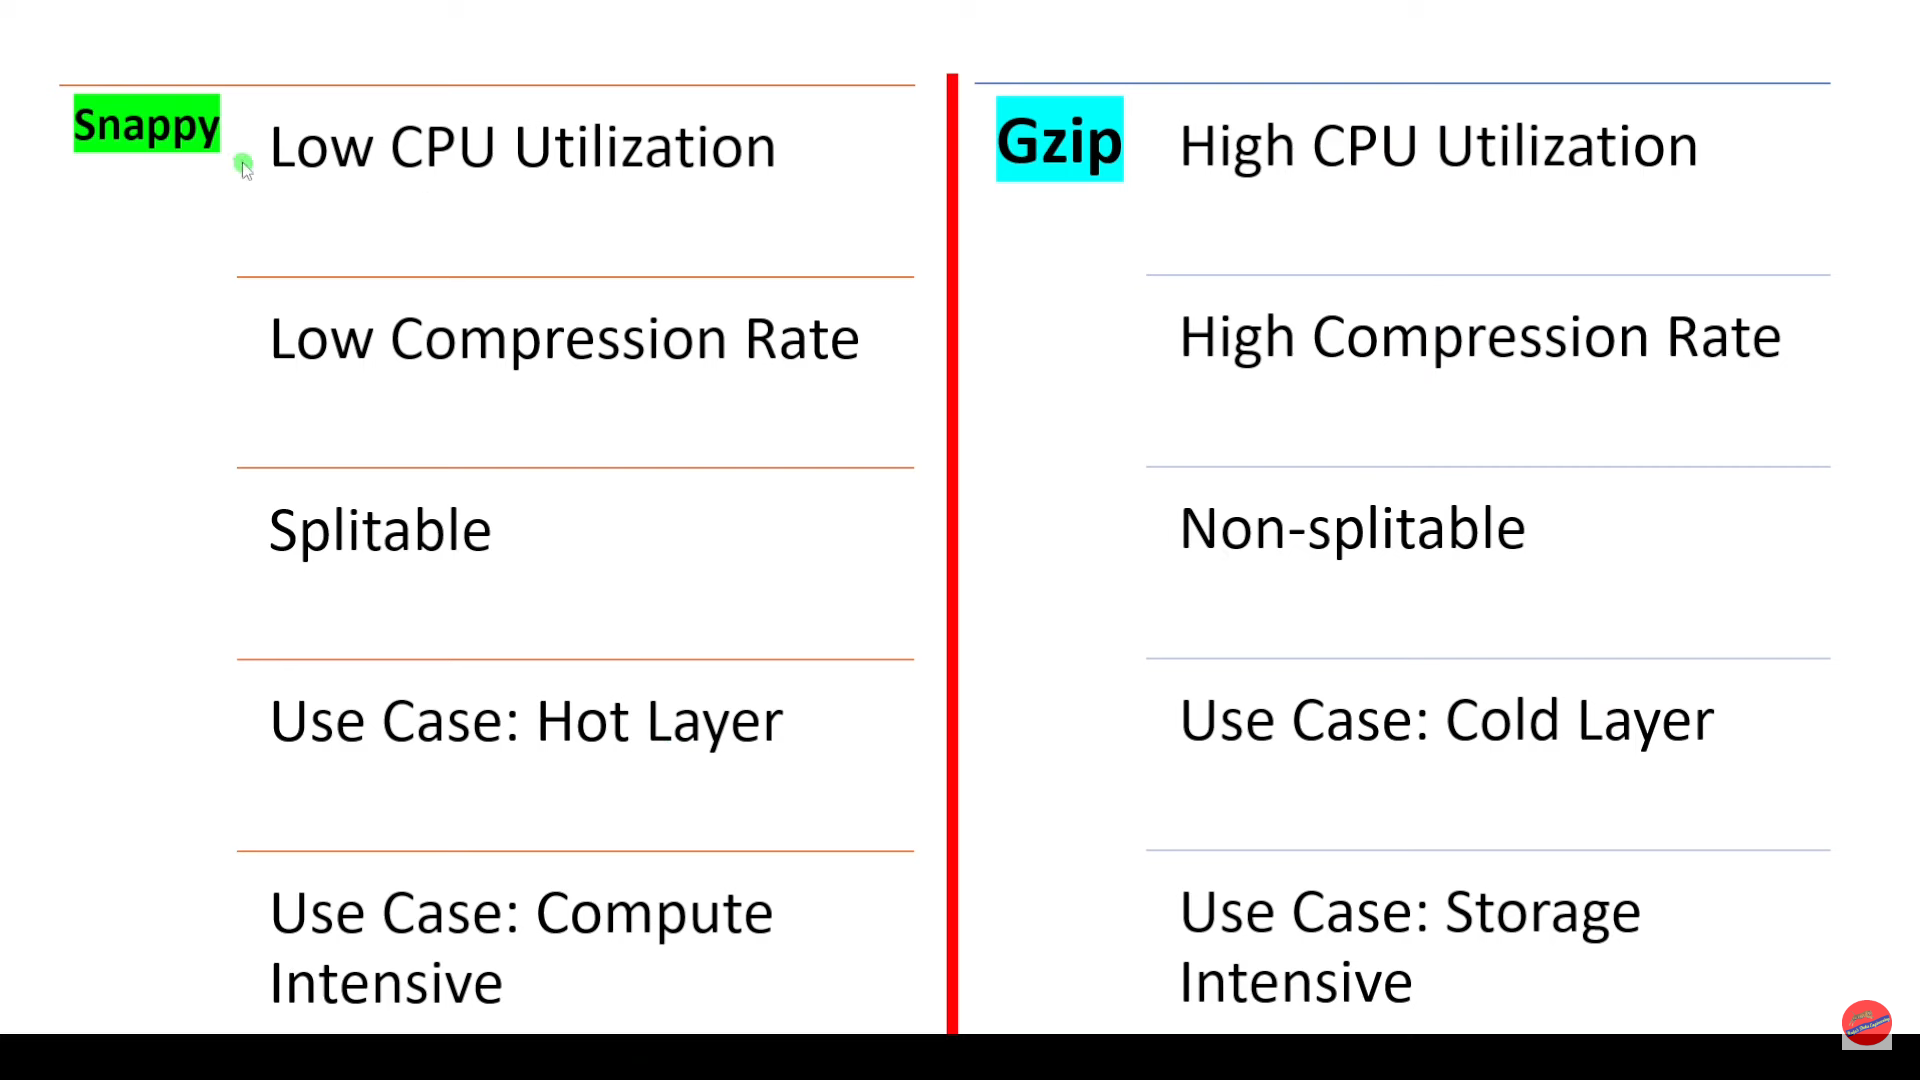 Snappy
Low CPU Utilization
Low Compression Rate
Splitable
Use Case: Hot Layer
Use Case: Compute
Intensive
Gzip
High CPU Utilization
High Compression Rate
Non-splitable
Use Case: Cold Layer
Use Case: Storage
Intensive